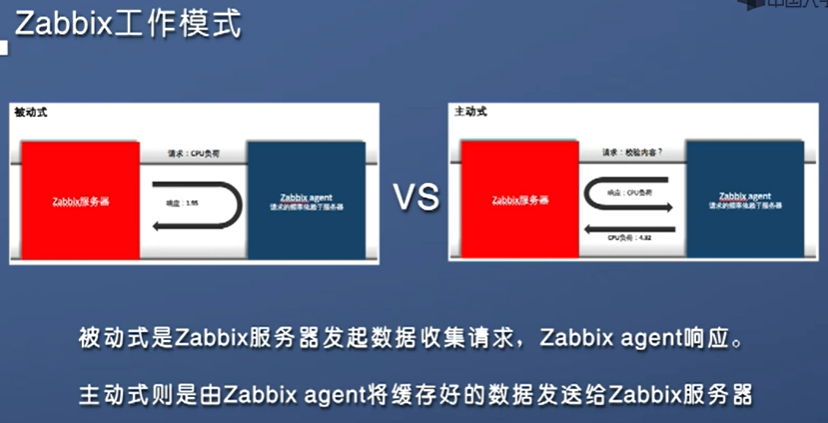 Zabbix工作模式
被动式
请求：CPU负荷
Zabbix服务器
响应：1.95
Zabbix agent
请求的频率依赖于服务器
VS
主动式
请求：校验内容？
Zabbix服务器
响应：CPU负荷
CPU负荷：4.32
Zabbix agent
请求的频率依赖于服务器
被动式是Zabbix服务器发起数据收集请求，Zabbix agent响应。
主动式则是由Zabbix agent将缓存好的数据发送给Zabbix服务器